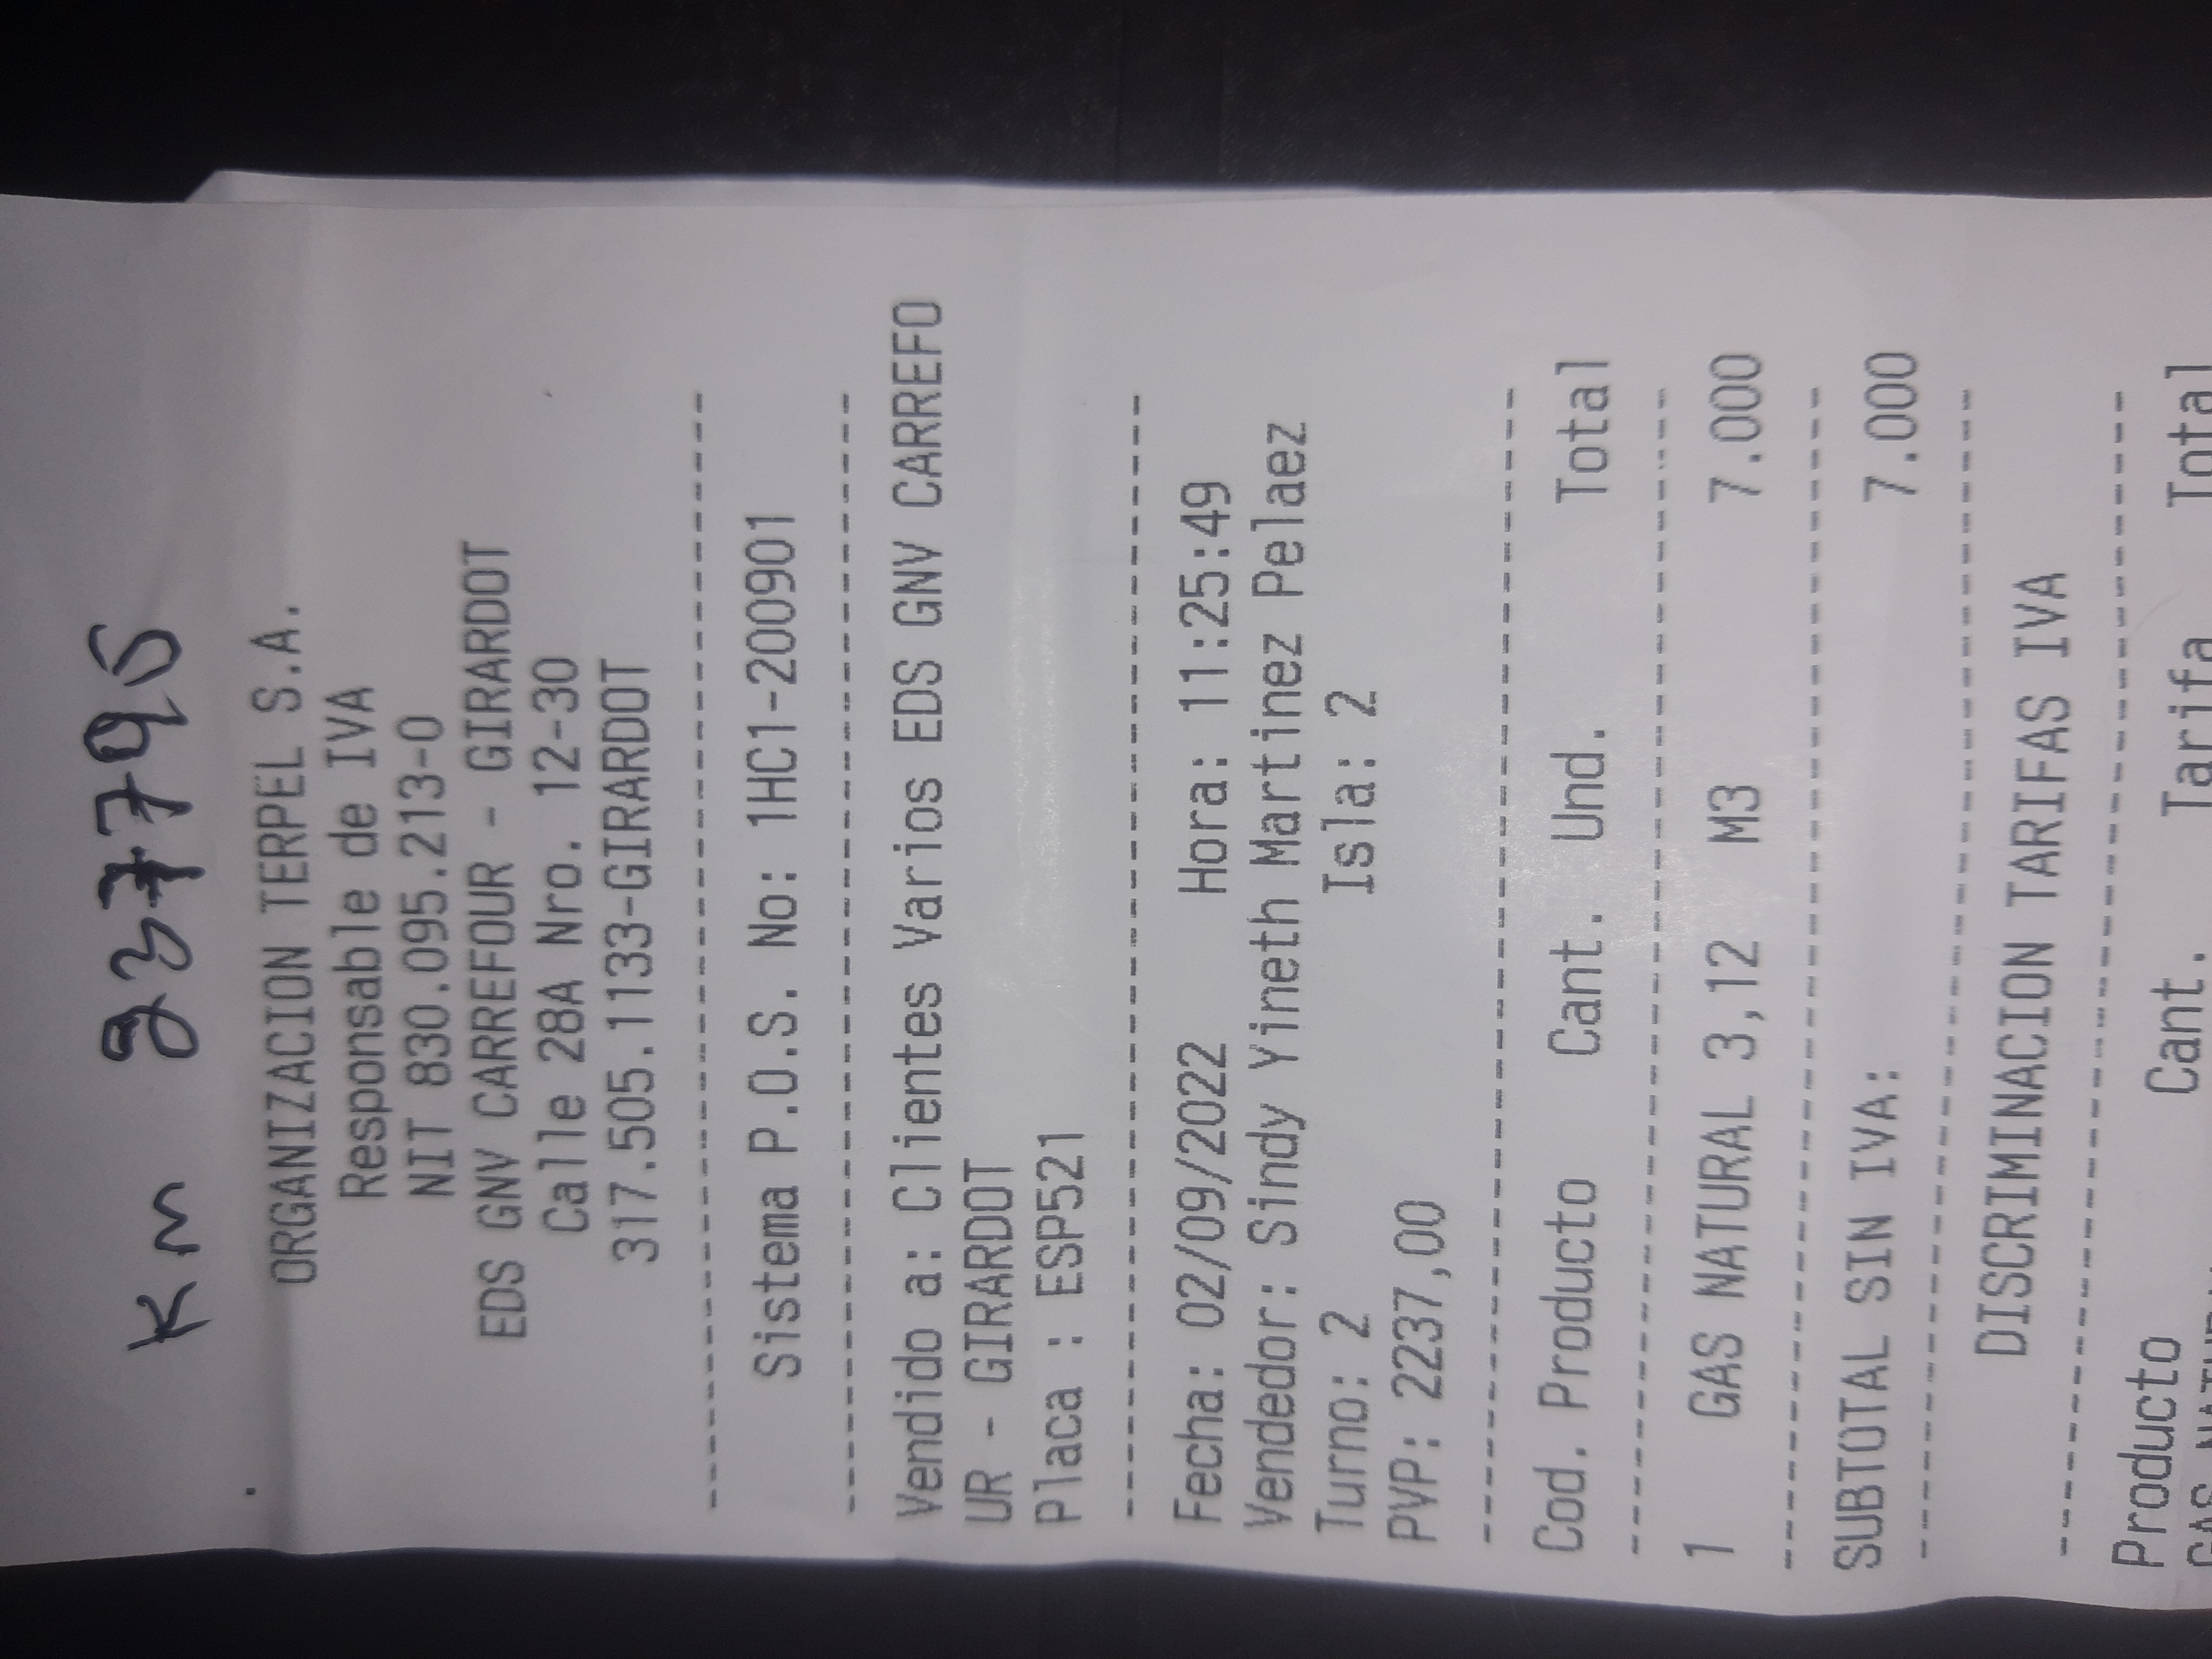 Km 237795
ORGANIZACION TERPEL S.A.
Responsable de IVA
NIT 830.095.213-0
EDS GNV CARREFOUR - GIRARDOT
Calle 28A Nro. 12-30
317.505.1133-GIRARDOT
--------------------------------
Sistema P.O.S. No: 1HC1-200901
--------------------------------
Vendido a: Clientes Varios EDS GNV CARREFO
UR - GIRARDOT
Placa : ESP521
--------------------------------
Fecha: 02/09/2022 Hora: 11:25:49
Vendedor: Sindy Yineth Martinez Pelaez
Turno: 2 Isla: 2
PVP: 2237,00
--------------------------------
Cod. Producto Cant. Und. Total
--------------------------------
1 GAS NATURAL 3,12 M3 7.000
--------------------------------
SUBTOTAL SIN IVA: 7.000
--------------------------------
DISCRIMINACION TARIFAS IVA
--------------------------------
Producto Cant. Tarifa Total